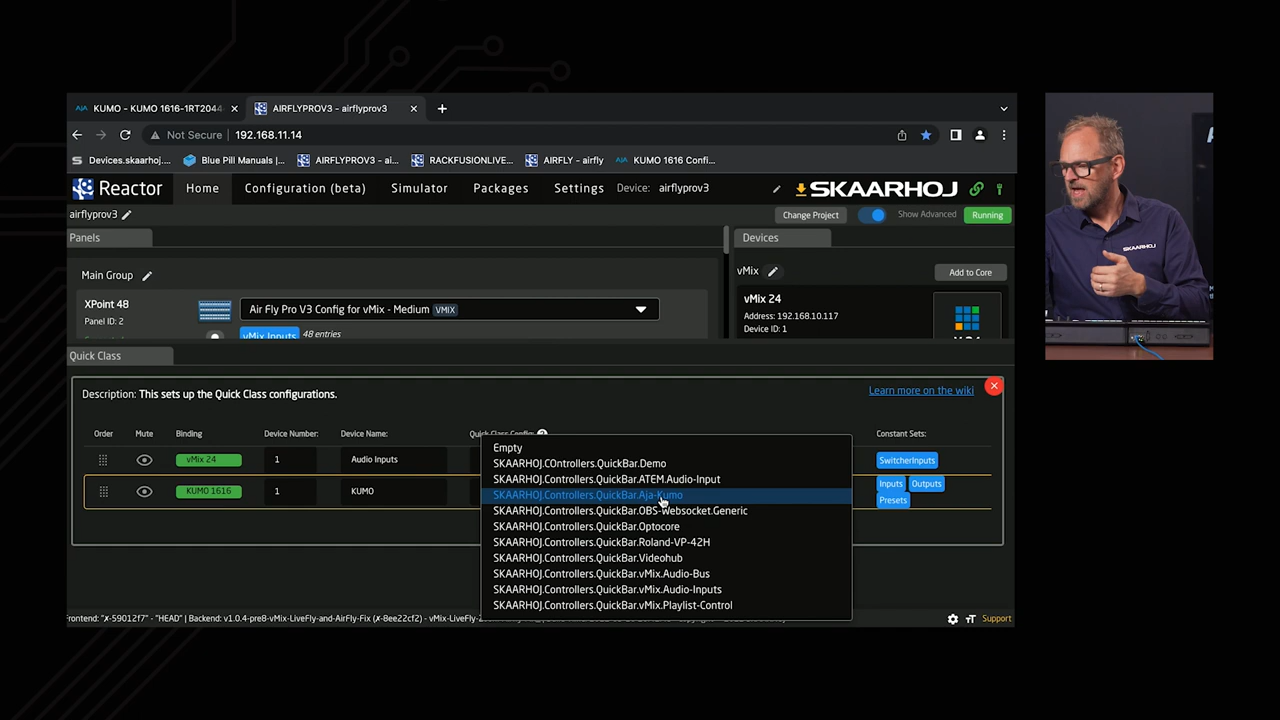 KUMO - KUMO 1616-1RT2044
AIRFLYPROV3 - airflyprov3
Not Secure
192.168.11.14
Devices.skaarhoj....
Blue Pill Manuals |...
AIRFLYPROV3 - ai...
RACKFUSIONLIVE...
AIRFLY - airfly
KUMO 1616 Confi...
Reactor
Home
Configuration (beta)
Simulator
Packages
Settings
Device: airflyprov3
SKAARHOJ
airflyprov3
Change Project
Show Advanced
Running
Panels
Devices
Main Group
vMix
Add to Core
XPoint 48
Panel ID: 2
Air Fly Pro V3 Config for vMix - Medium VMIX
vMix Inputs 48 entries
vMix 24
Address: 192.168.10.117
Device ID: 1
Quick Class
Description: This sets up the Quick Class configurations.
Learn more on the wiki
Order
Mute
Binding
Device Number:
Device Name:
Quick Class Config:
Constant Sets:
vMix 24
1
Audio Inputs
SwitcherInputs
KUMO 1616
1
KUMO
Inputs
Outputs
Presets
Empty
SKAARHOJ.COntrollers.QuickBar.Demo
SKAARHOJ.Controllers.QuickBar.ATEM.Audio-Input
SKAARHOJ.Controllers.QuickBar.Aja-Kumo
SKAARHOJ.Controllers.QuickBar.OBS-Websocket.Generic
SKAARHOJ.Controllers.QuickBar.Optocore
SKAARHOJ.Controllers.QuickBar.Roland-VP-42H
SKAARHOJ.Controllers.QuickBar.Videohub
SKAARHOJ.Controllers.QuickBar.vMix.Audio-Bus
SKAARHOJ.Controllers.QuickBar.vMix.Audio-Inputs
SKAARHOJ.Controllers.QuickBar.vMix.Playlist-Control
Support
SKAARHOJ